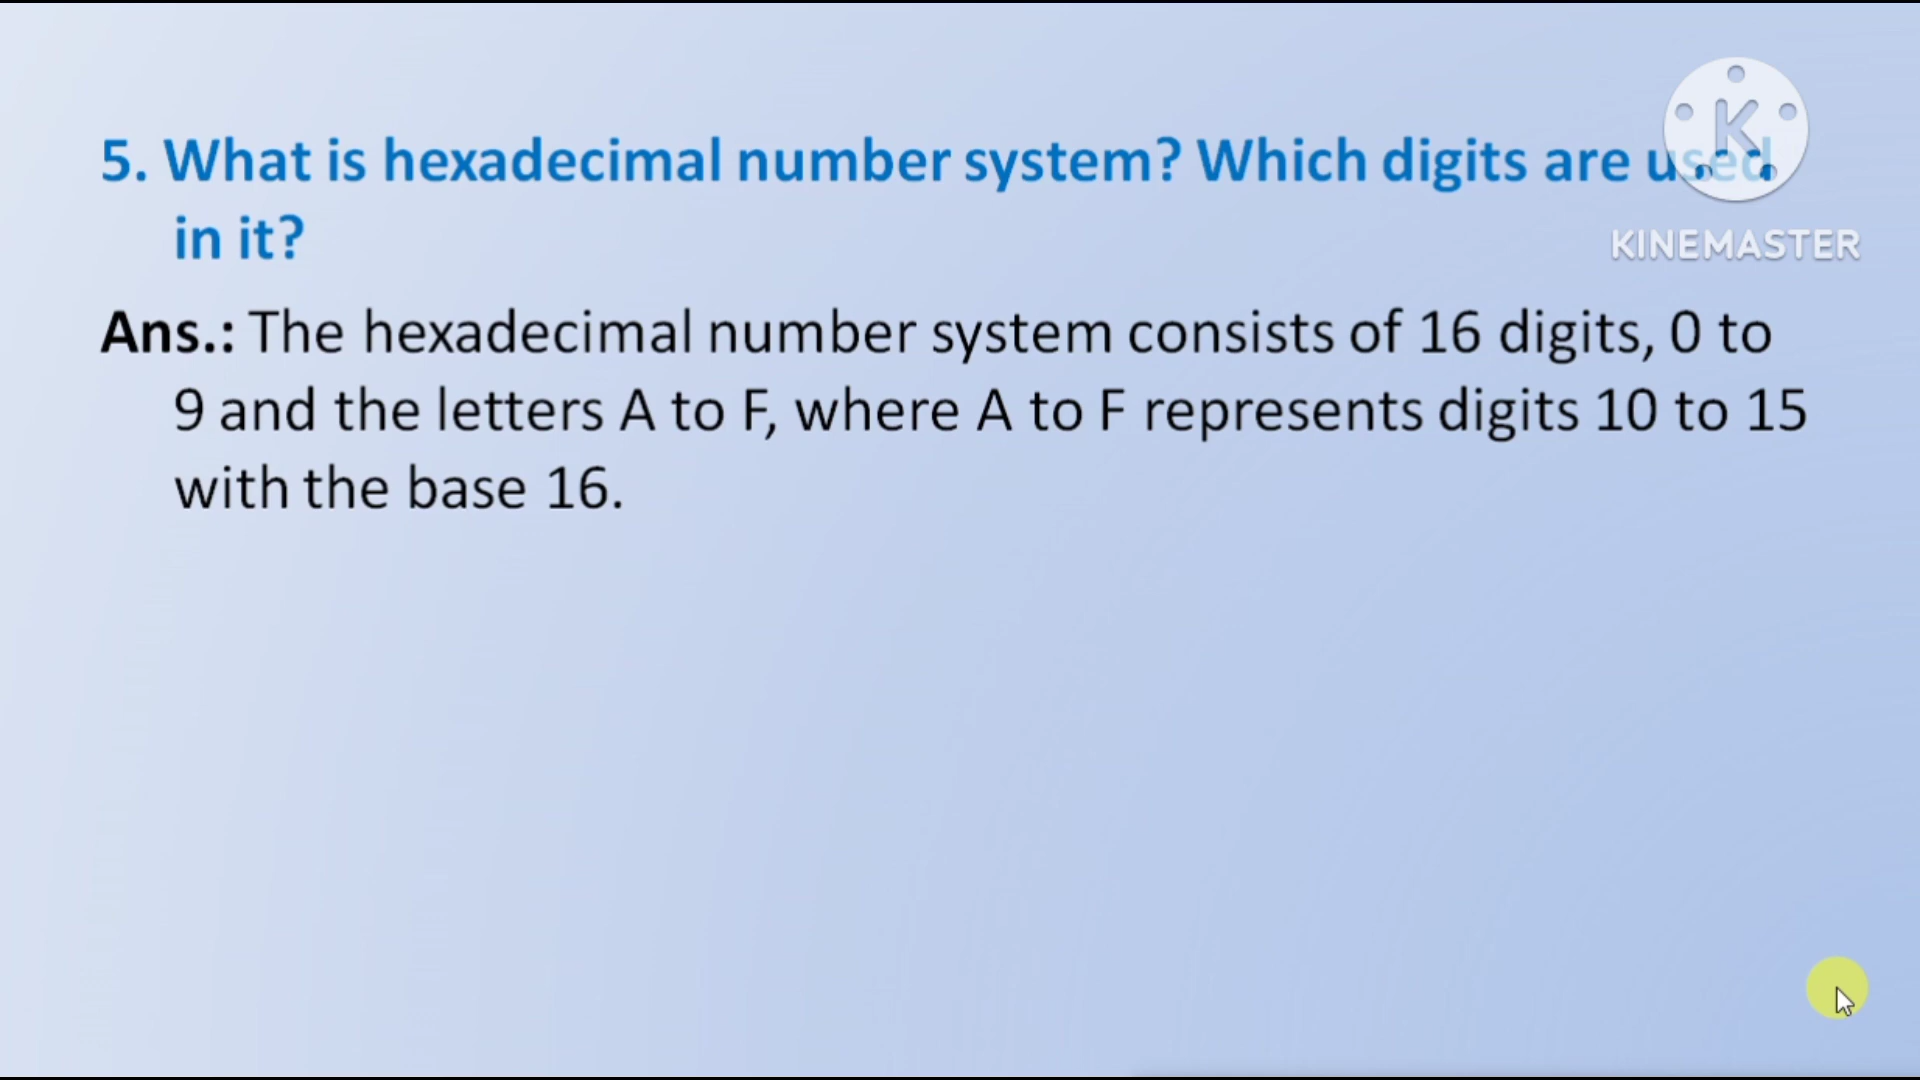 5. What is hexadecimal number system? Which digits are used
in it?
KINEMASTER
Ans.: The hexadecimal number system consists of 16 digits, 0 to
9 and the letters A to F, where A to F represents digits 10 to 15
with the base 16.